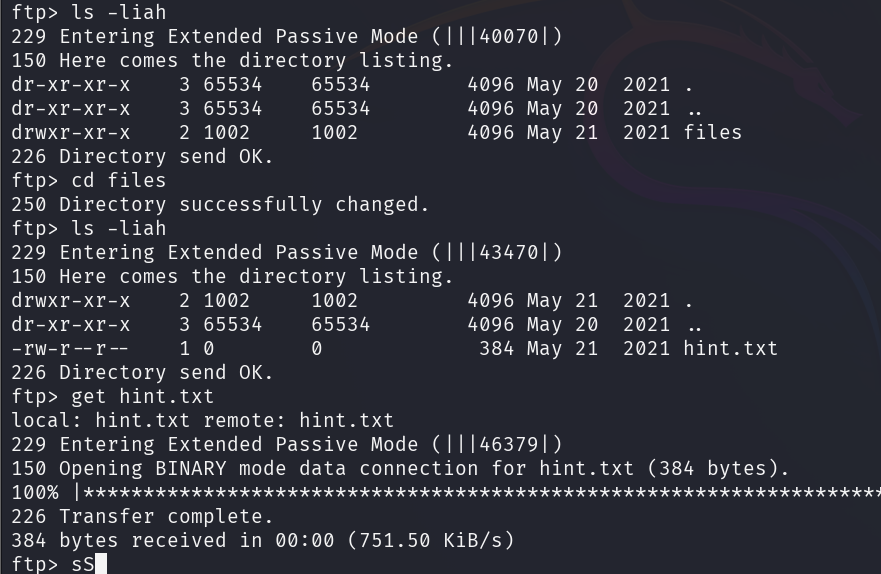 ftp> ls -liah
229 Entering Extended Passive Mode (|||40070|)
150 Here comes the directory listing.
dr-xr-xr-x    3 65534    65534        4096 May 20  2021 .
dr-xr-xr-x    3 65534    65534        4096 May 20  2021 ..
drwxr-xr-x    2 1002     1002         4096 May 21  2021 files
226 Directory send OK.
ftp> cd files
250 Directory successfully changed.
ftp> ls -liah
229 Entering Extended Passive Mode (|||43470|)
150 Here comes the directory listing.
drwxr-xr-x    2 1002     1002         4096 May 21  2021 .
dr-xr-xr-x    3 65534    65534        4096 May 20  2021 ..
-rw-r--r--    1 0        0             384 May 21  2021 hint.txt
226 Directory send OK.
ftp> get hint.txt
local: hint.txt remote: hint.txt
229 Entering Extended Passive Mode (|||46379|)
150 Opening BINARY mode data connection for hint.txt (384 bytes).
100% |********************************************************************
226 Transfer complete.
384 bytes received in 00:00 (751.50 KiB/s)
ftp> sS